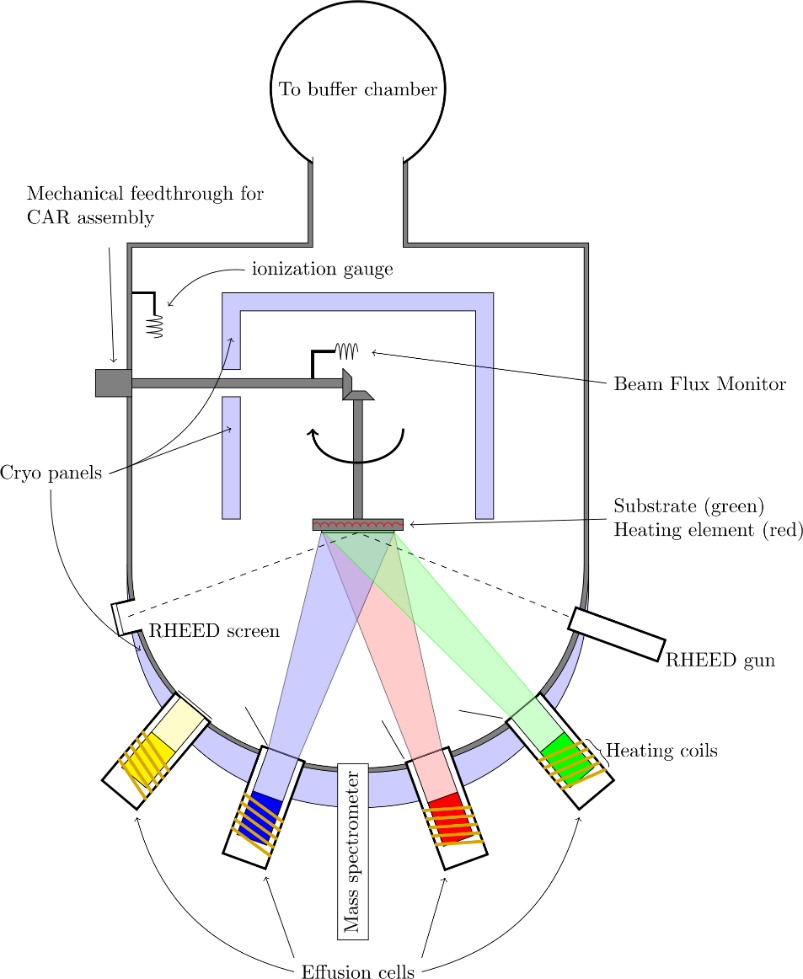 To buffer chamber
Mechanical feedthrough for
CAR assembly
ionization gauge
Beam Flux Monitor
Cryo panels
Substrate (green)
Heating element (red)
RHEED screen
RHEED gun
Heating coils
Mass spectrometer
Effusion cells